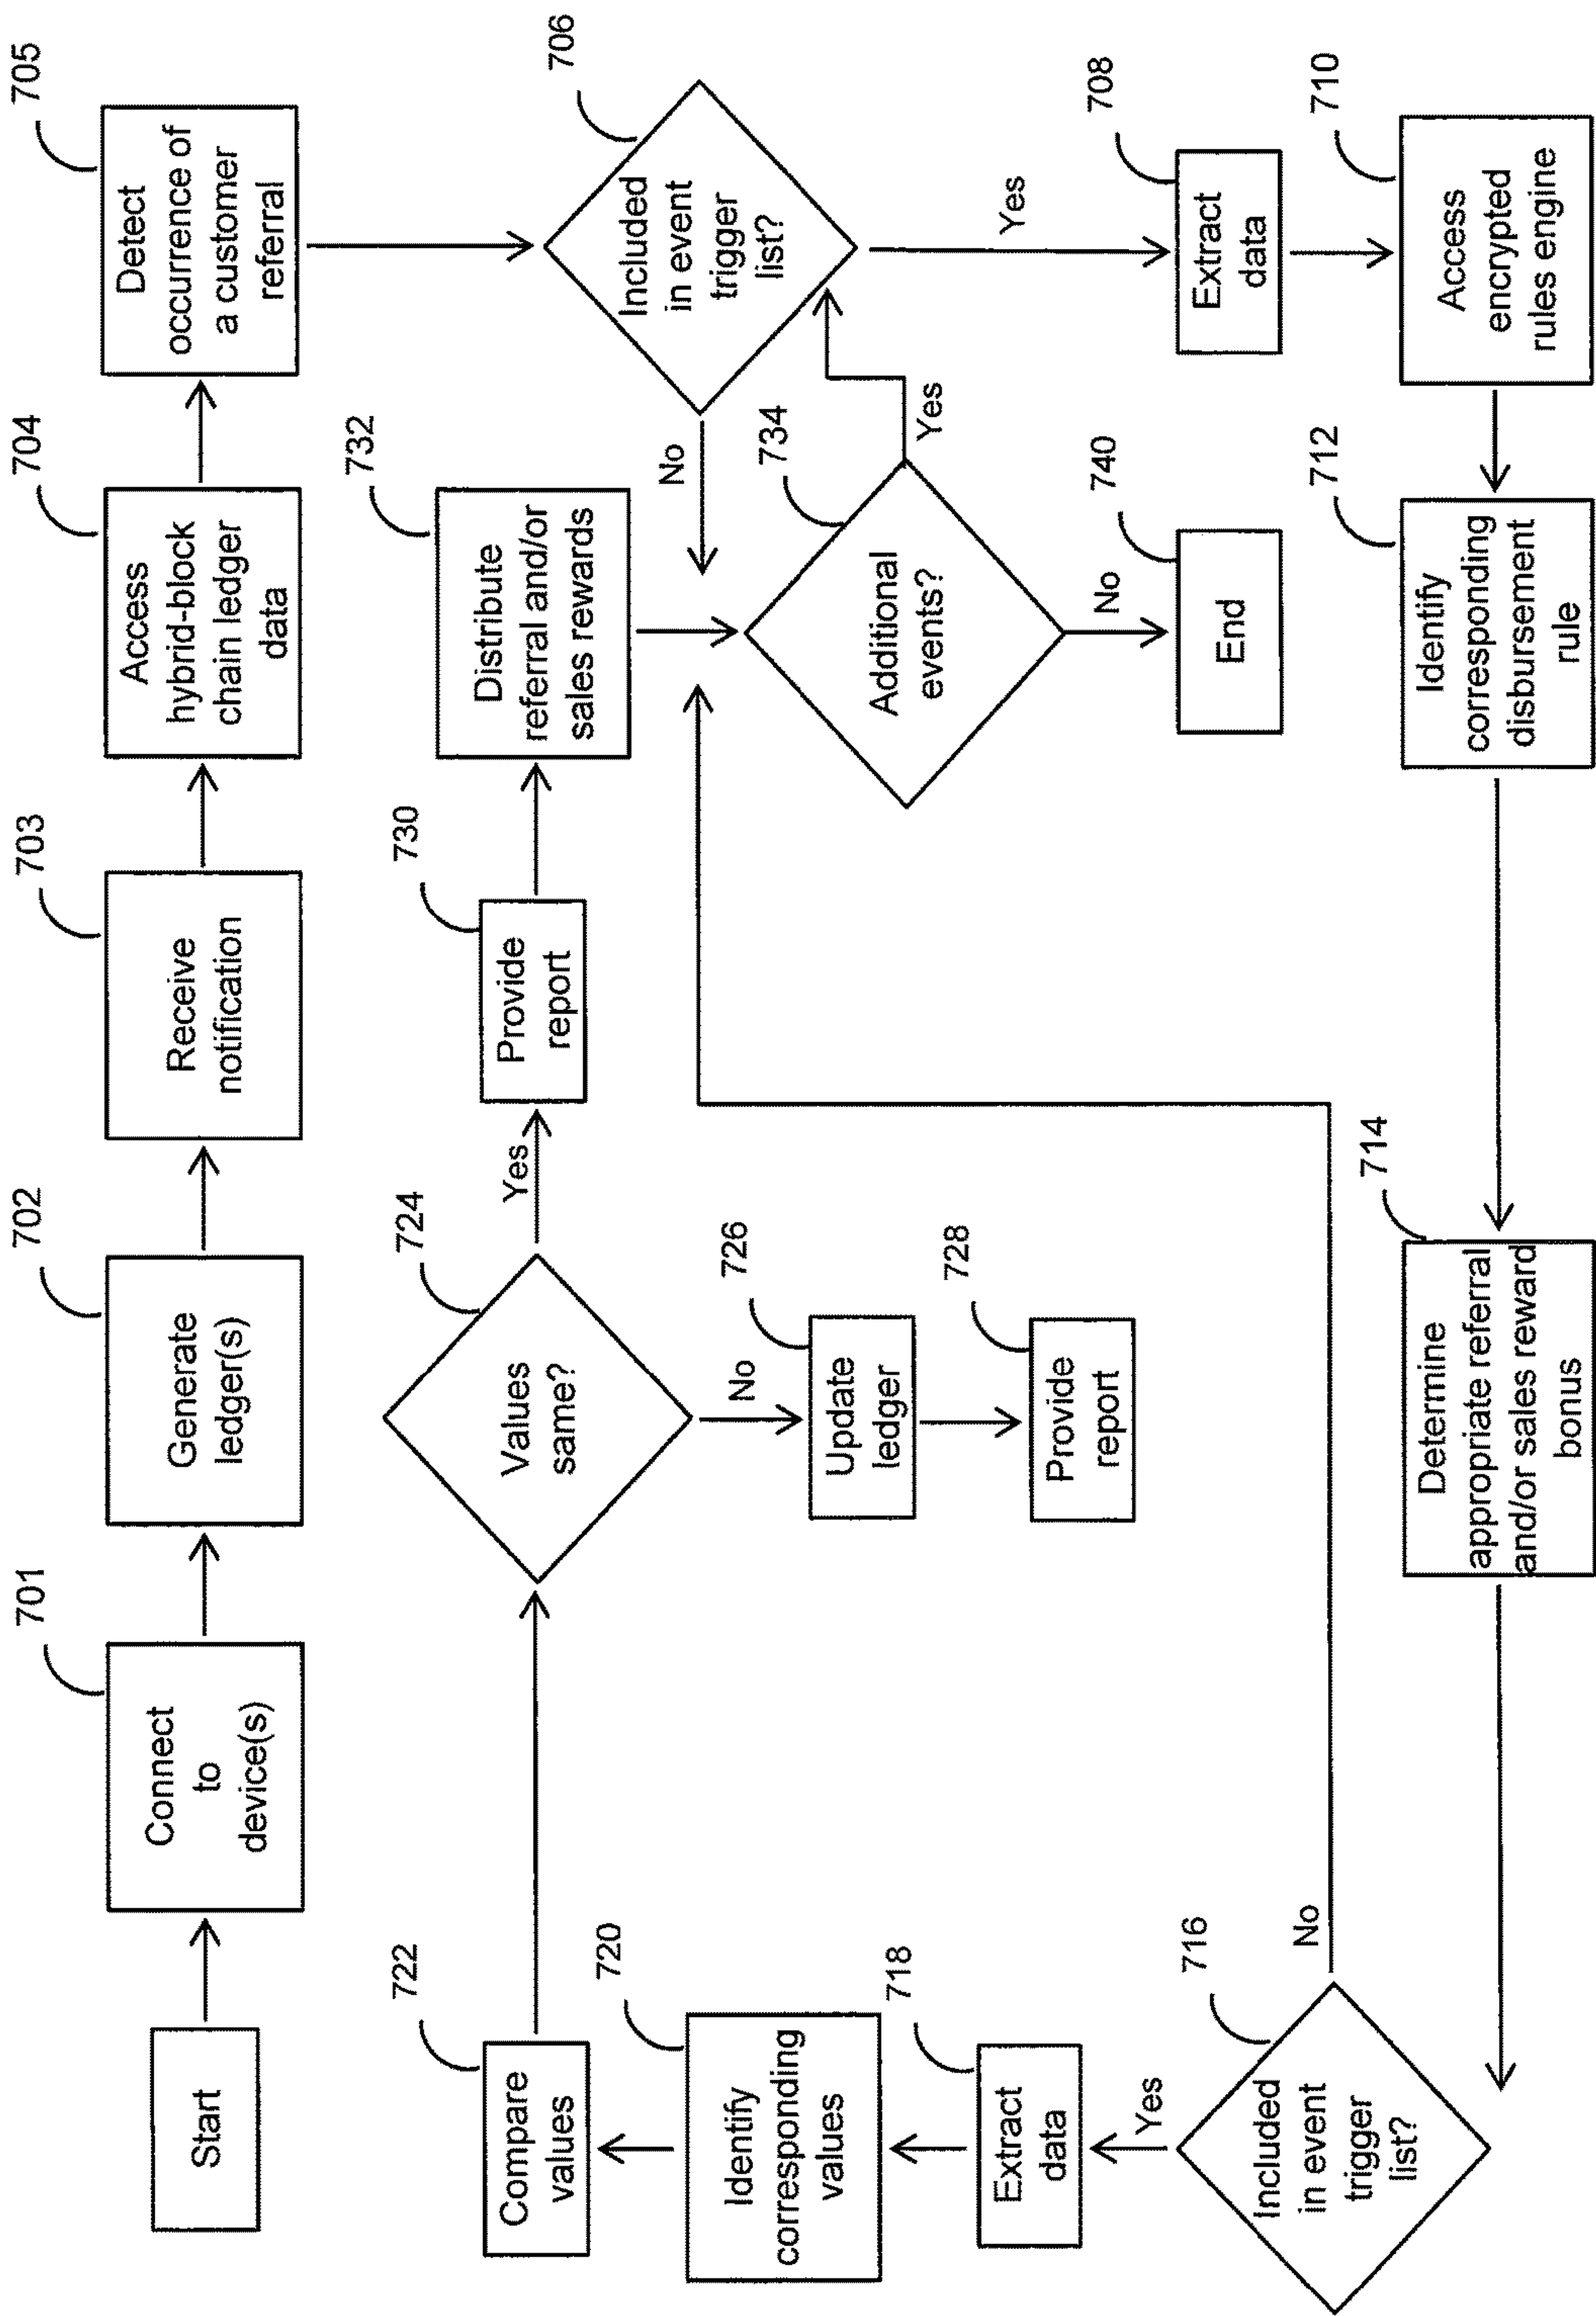 Start
701
Connect
to
device(s)
702
Generate
ledger(s)
703
Receive
notification
704
Access
hybrid-block
chain ledger
data
705
Detect
occurrence of
a customer
referral
722
Compare
values
724
Values
same?
Yes
730
Provide
report
732
Distribute
referral and/or
sales rewards
706
Included
in event
trigger
list?
No
720
Identify
corresponding
values
No
726
Update
ledger
734
Additional
events?
Yes
Yes
718
Extract
data
728
Provide
report
No
740
End
708
Extract
data
Yes
716
Included
in event
trigger
list?
No
714
Determine
appropriate referral
and/or sales reward
bonus
712
Identify
corresponding
disbursement
rule
710
Access
encrypted
rules engine